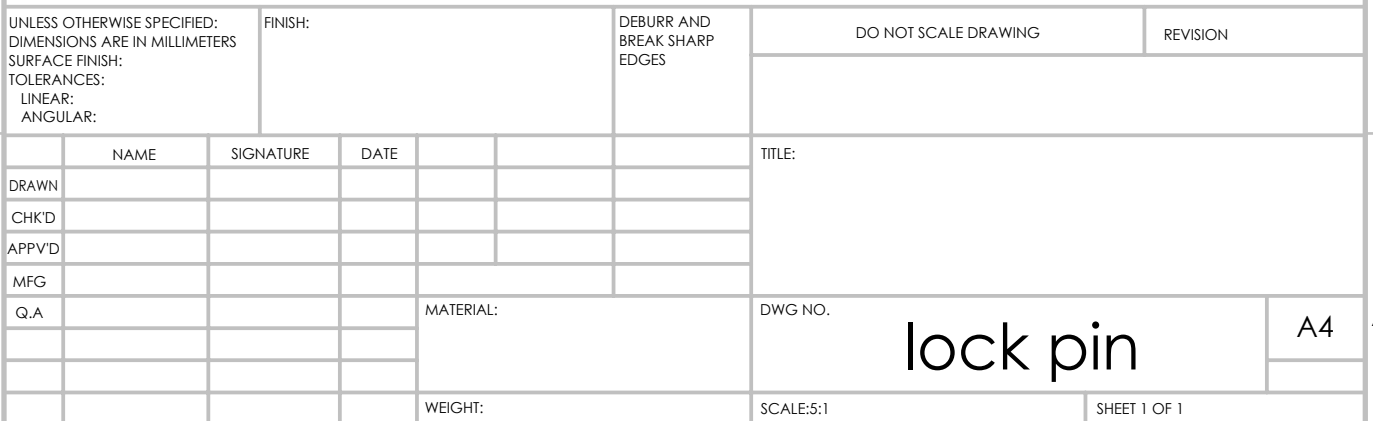 UNLESS OTHERWISE SPECIFIED:
DIMENSIONS ARE IN MILLIMETERS
SURFACE FINISH:
TOLERANCES:
LINEAR:
ANGULAR:
FINISH:
DEBURR AND
BREAK SHARP
EDGES
DO NOT SCALE DRAWING
REVISION
NAME
SIGNATURE
DATE
TITLE:
DRAWN
CHK'D
APPV'D
MFG
Q.A
MATERIAL:
DWG NO.
lock pin
A4
WEIGHT:
SCALE:5:1
SHEET 1 OF 1